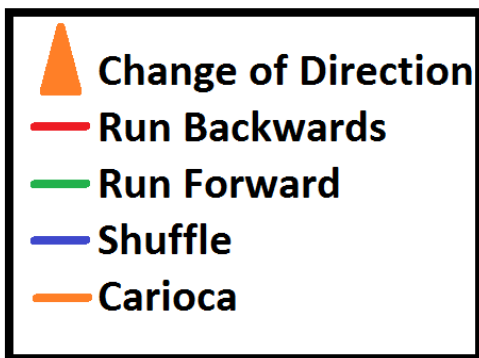 Change of Direction
Run Backwards
Run Forward
Shuffle
Carioca